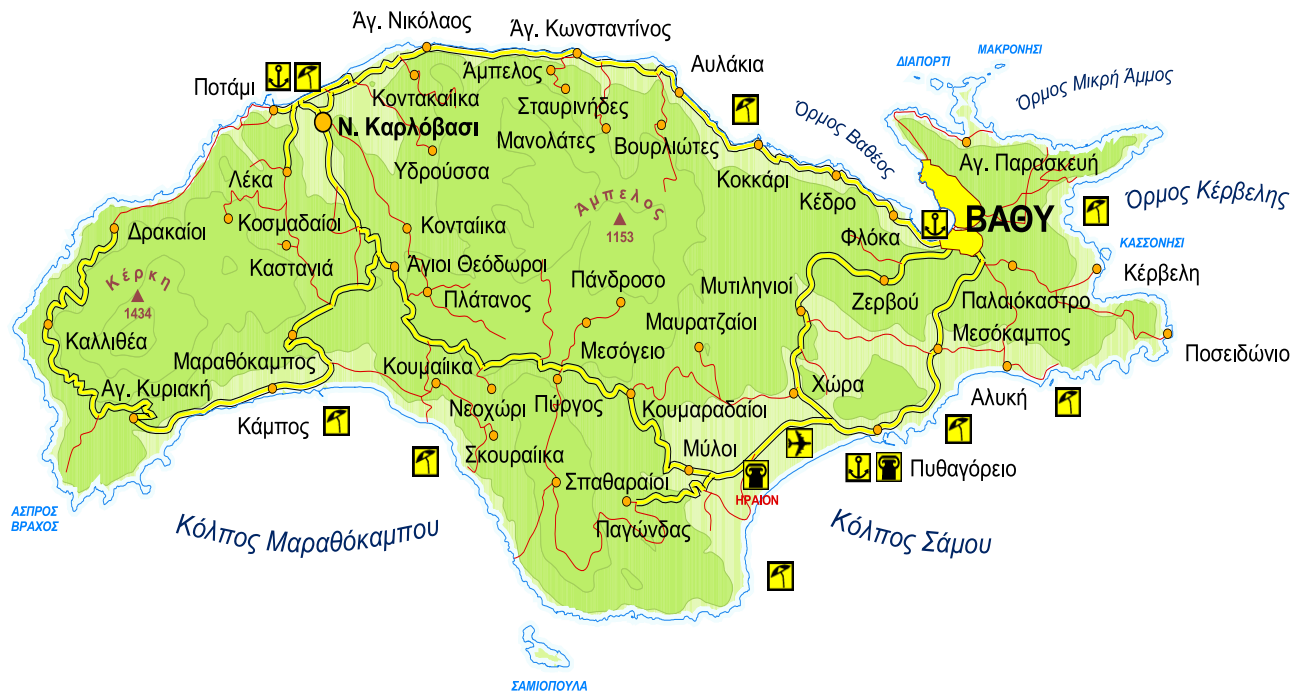 Άγ. Νικόλαος
Άγ. Κωνσταντίνος
ΜΑΚΡΟΝΗΣΙ
ΔΙΑΠΟΡΤΙ
Ποτάμι
Άμπελος
Αυλάκια
Όρμος Μικρή Άμμος
Κοντακαίικα
Σταυρινήδες
Όρμος Βαθέος
Ν. Καρλόβασι
Μανολάτες
Βουρλιώτες
Αγ. Παρασκευή
Υδρούσσα
Κοκκάρι
Λέκα
Κέδρο
Όρμος Κέρβελης
Άμπελος
1153
ΒΑΘΥ
Δρακαίοι
Κοσμαδαίοι
Κονταίικα
Φλόκα
ΚΑΣΣΟΝΗΣΙ
Καστανιά
Άγιοι Θεόδωροι
Κέρβελη
Κέρκη
1434
Πλάτανος
Πάνδροσο
Μυτιληνιοί
Ζερβού
Παλαιόκαστρο
Μαυρατζαίοι
Μεσόκαμπος
Καλλιθέα
Μεσόγειο
Ποσειδώνιο
Μαραθόκαμπος
Κουμαίικα
Αγ. Κυριακή
Χώρα
Αλυκή
Νεοχώρι
Πύργος
Κουμαραδαίοι
Κάμπος
Μύλοι
Σκουραίικα
Πυθαγόρειο
Σπαθαραίοι
ΗΡΑΙΟΝ
Παγώνδας
ΑΣΠΡΟΣ
ΒΡΑΧΟΣ
Κόλπος Μαραθόκαμπου
Κόλπος Σάμου
ΣΑΜΙΟΠΟΥΛΑ